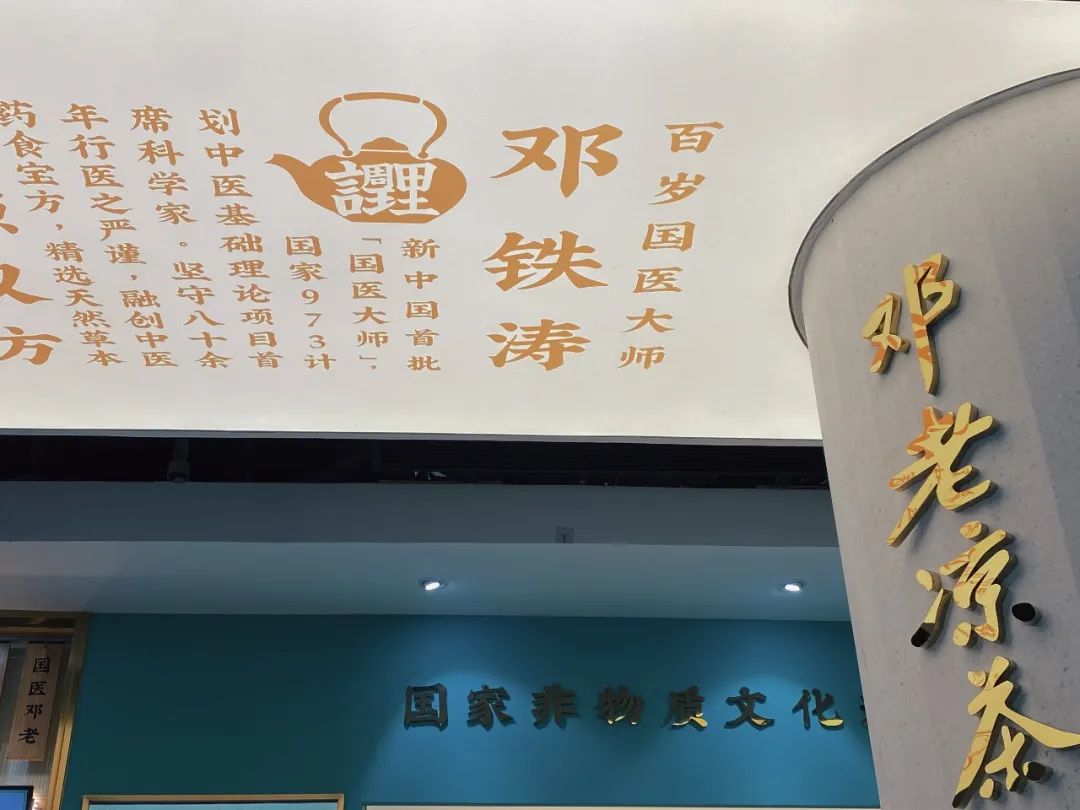 百岁国医大师
邓铁涛
調理
新中国首批
「国医大师」,
国家973计
划中医基础理论项目首
席科学家。坚守八十余
年行医之严谨,融创中医
药食宝方,精选天然草本
方
邓老凉茶
国家非物质文化
国医邓老